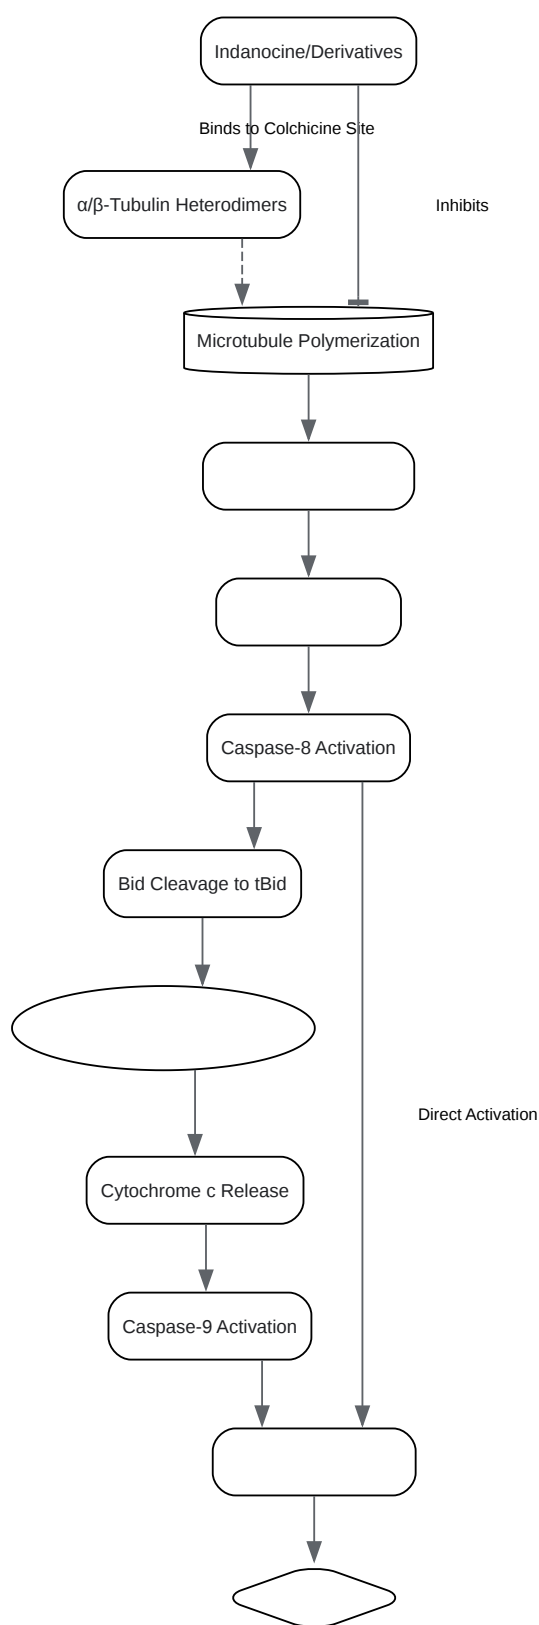 Indanocine/Derivatives
Binds to Colchicine Site
α/β-Tubulin Heterodimers
Inhibits
Microtubule Polymerization
Caspase-8 Activation
Bid Cleavage to tBid
Direct Activation
Cytochrome c Release
Caspase-9 Activation